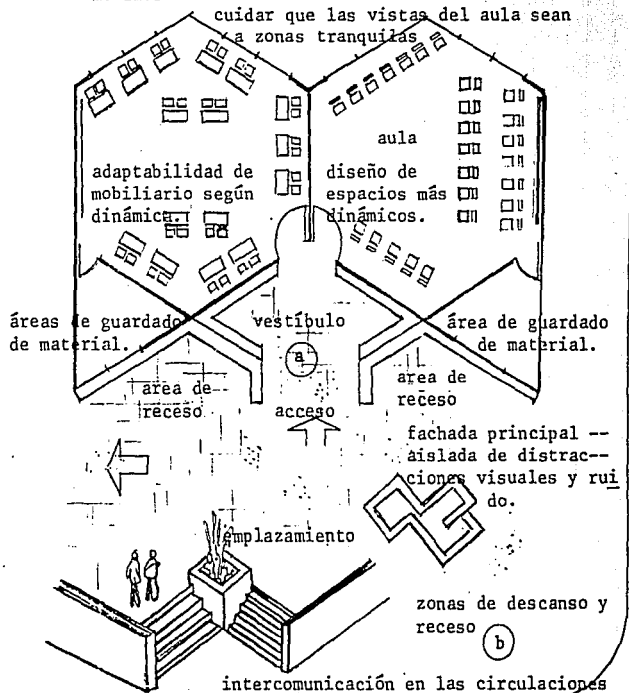 cuidar que las vistas del aula sean
a zonas tranquilas
aula
adaptabilidad de
mobiliario según
dinámica.
diseño de
espacios más
dinámicos.
áreas de guardado
de material.
vestíbulo
a
área de guardado
de material.
area de
receso
acceso
area de
receso
fachada principal --
aislada de distrac--
ciones visuales y rui
do.
emplazamiento
zonas de descanso y
receso
b
intercomunicación en las circulaciones